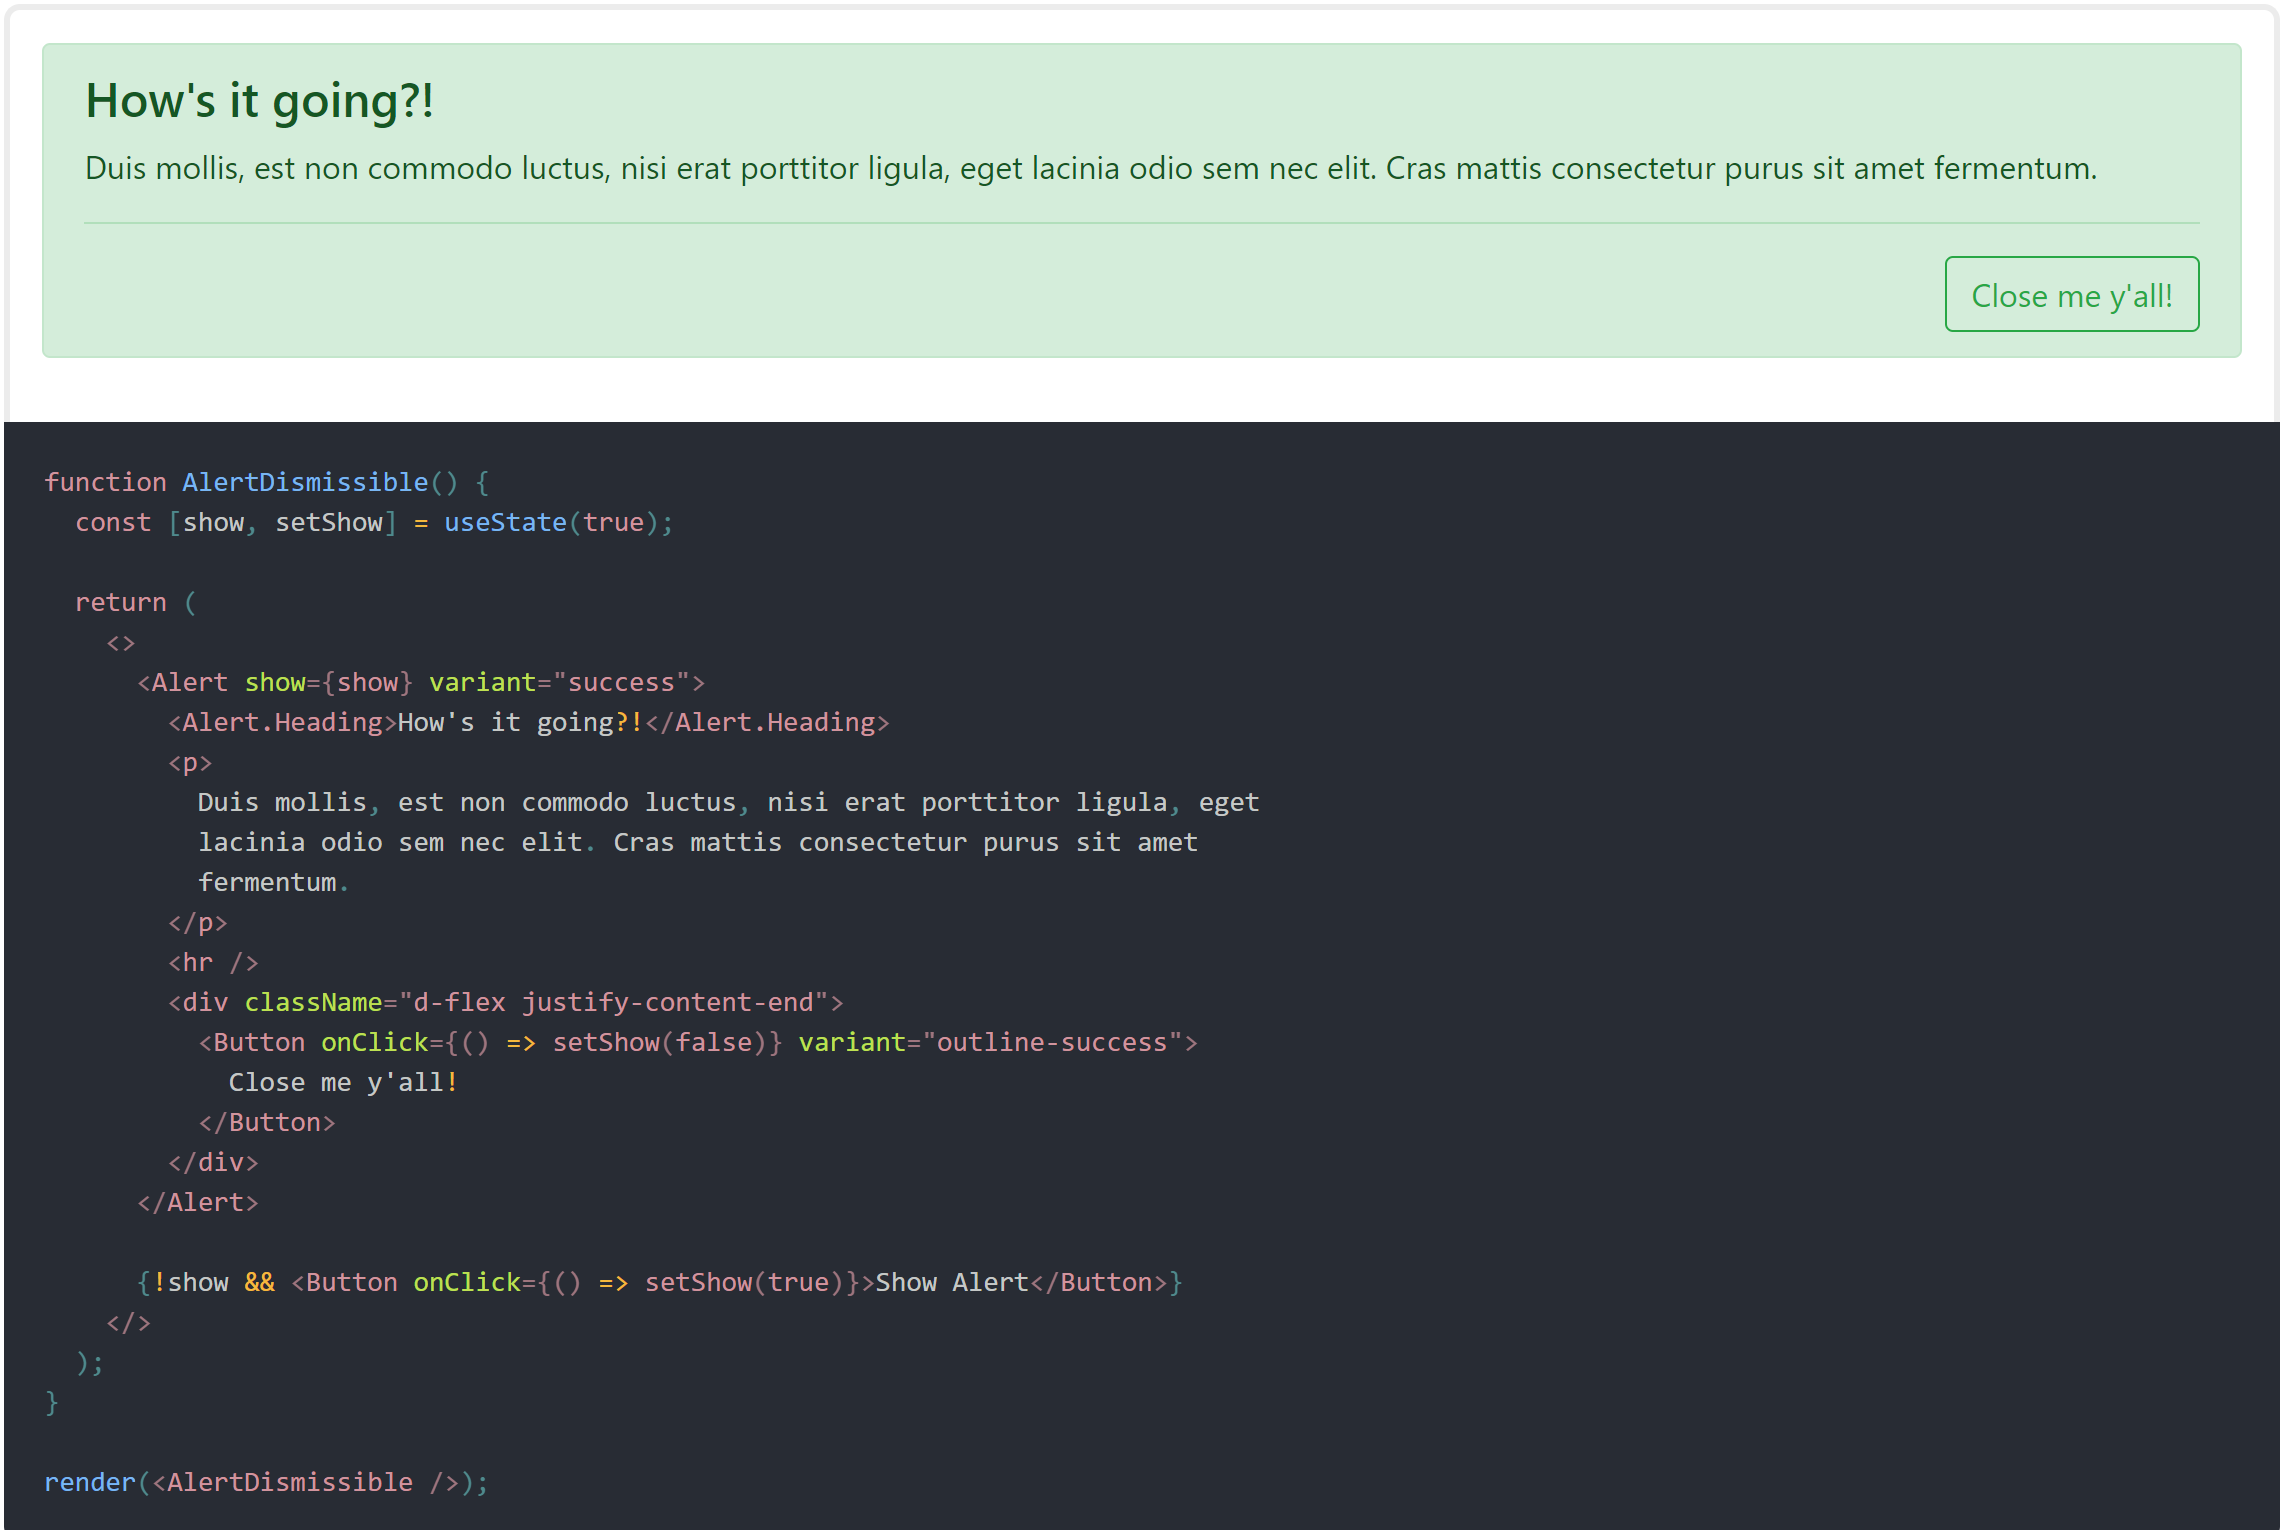 How's it going?!
Duis mollis, est non commodo luctus, nisi erat porttitor ligula, eget lacinia odio sem nec elit. Cras mattis consectetur purus sit amet fermentum.
Close me y'all!
function AlertDismissible() {
  const [show, setShow] = useState(true);

  return (
    <>
      <Alert show={show} variant="success">
        <Alert.Heading>How's it going?!</Alert.Heading>
        <p>
          Duis mollis, est non commodo luctus, nisi erat porttitor ligula, eget
          lacinia odio sem nec elit. Cras mattis consectetur purus sit amet
          fermentum.
        </p>
        <hr />
        <div className="d-flex justify-content-end">
          <Button onClick={() => setShow(false)} variant="outline-success">
            Close me y'all!
          </Button>
        </div>
      </Alert>

      {!show && <Button onClick={() => setShow(true)}>Show Alert</Button>}
    </>
  );
}

render(<AlertDismissible />);